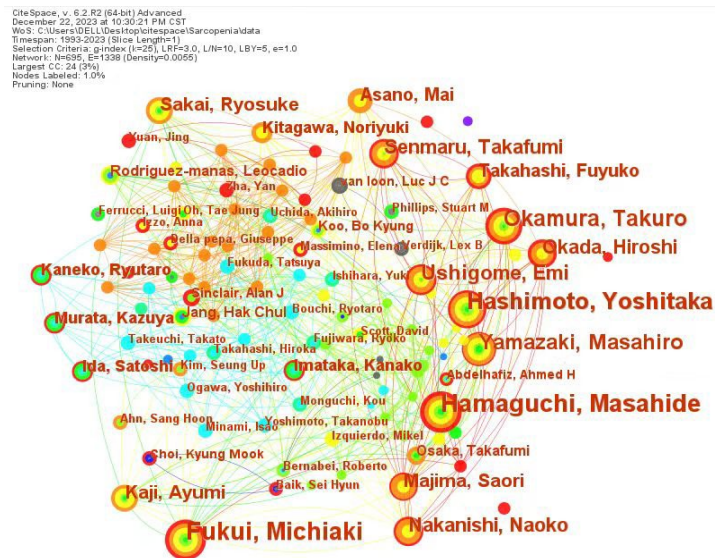 CiteSpace, v. 6.2.R2 (64-bit) Advanced
December 22, 2023 at 10:30:21 PM CST
WoS: C:\Users\DELL\Desktop\citespace\Sarcopenia\data
Timespan: 1993-2023 (Slice Length=1)
Selection Criteria: g-index (k=25), LRF=3.0, L/N=10, LBY=5, e=1.0
Network: N=695, E=1338 (Density=0.0055)
Largest CC: 24 (3%)
Nodes Labeled: 1.0%
Pruning: None
Asano, Mai
Sakai, Ryosuke
Kitagawa, Noriyuki
Yuan, Jing
Senmaru, Takafumi
Rodriguez-manas, Leocadio
Takahashi, Fuyuko
Zha, Yan
van loon, Luc J C
Ferrucci, Luigi
Oh, Tae Jung
Uchida, Akihiro
Phillips, Stuart M
Izzo, Anna
Koo, Bo Kyung
Okamura, Takuro
Della pepa, Giuseppe
Massimino, Elena
Verdijk, Lex B
Okada, Hiroshi
Fukuda, Tatsuya
Kaneko, Ryutaro
Ishihara, Yuki
Ushigome, Emi
Sinclair, Alan J
Hashimoto, Yoshitaka
Jang, Hak Chul
Bouchi, Ryotaro
Murata, Kazuya
Scott, David
Takeuchi, Takato
Fujiwara, Ryoko
Yamazaki, Masahiro
Takahashi, Hiroka
Kim, Seung Up
Ida, Satoshi
Imataka, Kanako
Abdelhafiz, Ahmed H
Ogawa, Yoshihiro
Monguchi, Kou
Hamaguchi, Masahide
Ahn, Sang Hoon
Minami, Isao
Yoshimoto, Takanobu
Izquierdo, Mikel
Osaka, Takafumi
Choi, Kyung Mook
Bernabei, Roberto
Baik, Sei Hyun
Majima, Saori
Kaji, Ayumi
Fukui, Michiaki
Nakanishi, Naoko